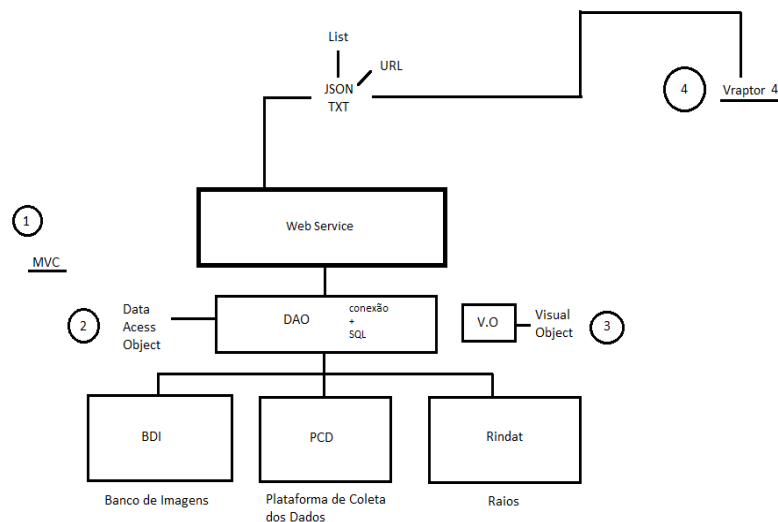 List
URL
JSON
TXT
4
Vraptor 4
1
MVC
Web Service
2
Data
Acess
Object
DAO
conexão
+
SQL
V.O
Visual
Object
3
BDI
PCD
Rindat
Banco de Imagens
Plataforma de Coleta
dos Dados
Raios